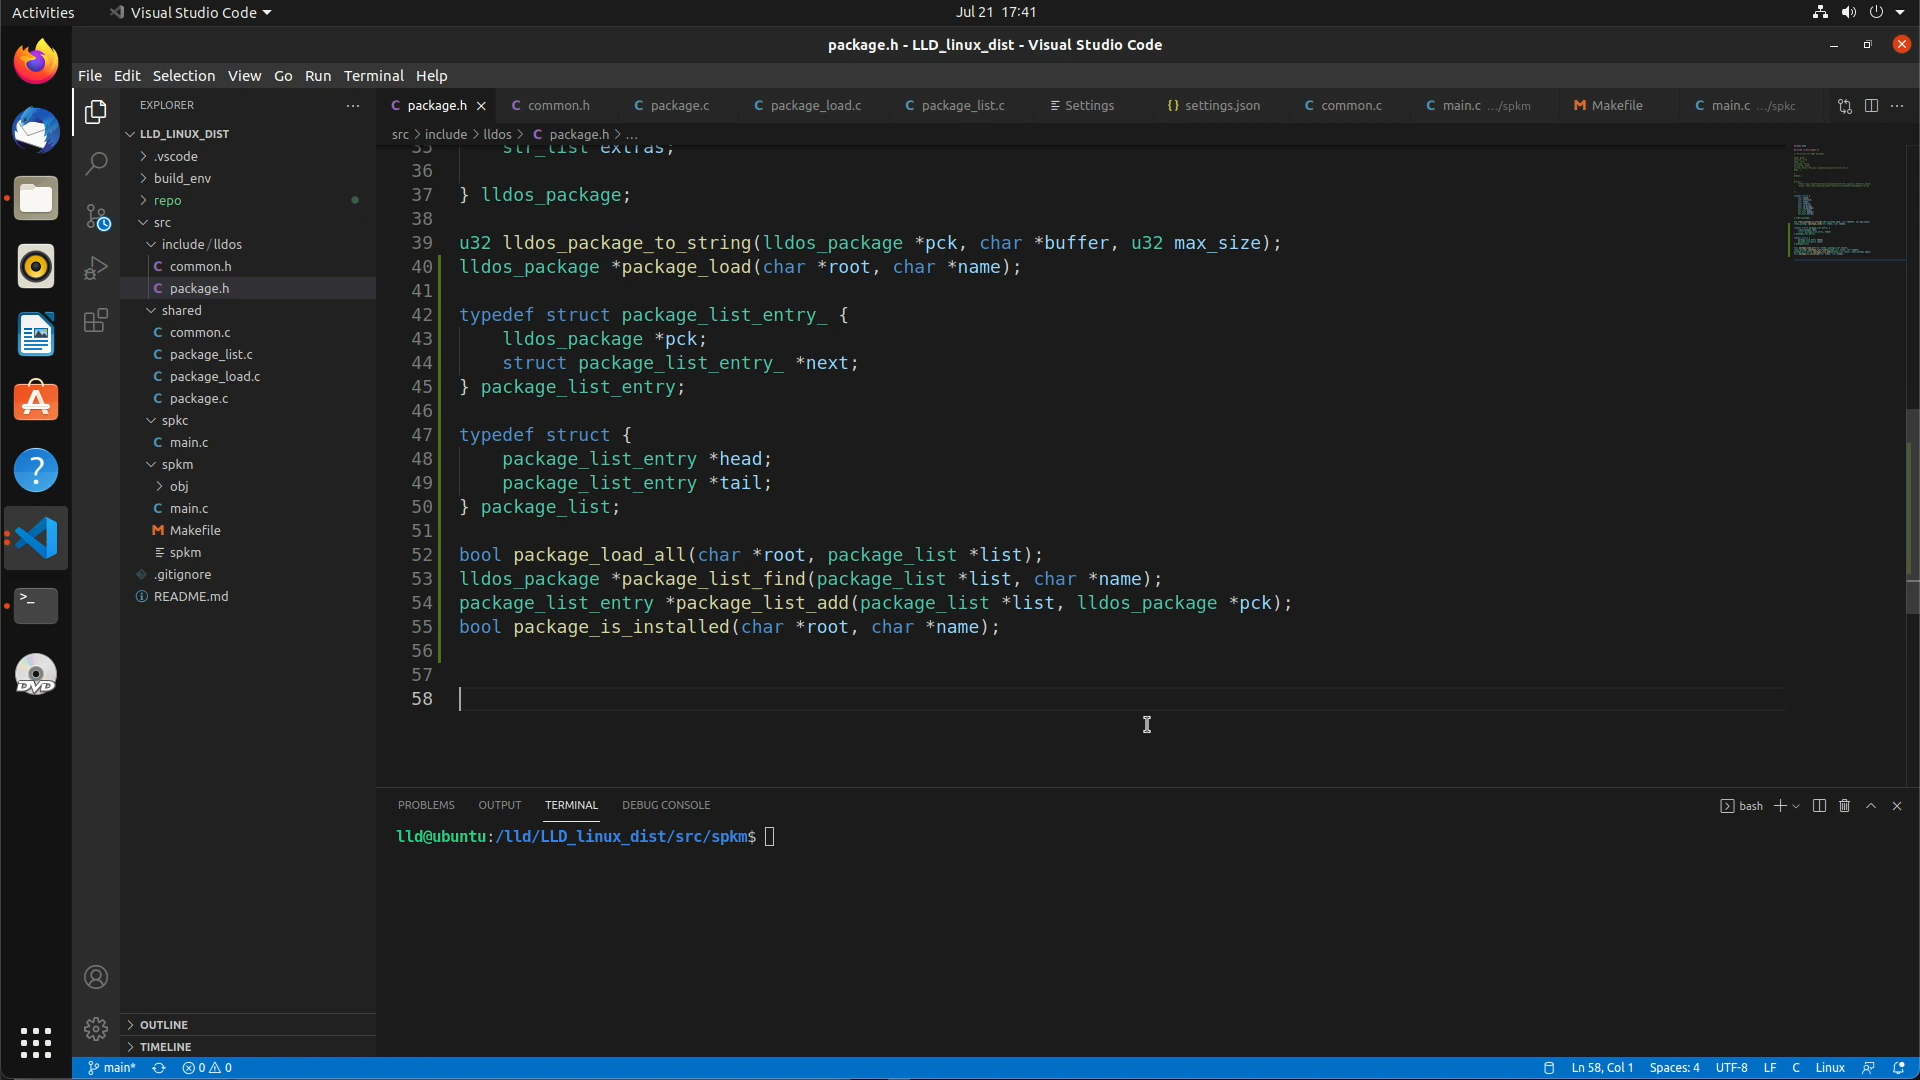 Activities
Visual Studio Code
Jul 21 17:41
package.h - LLD_linux_dist - Visual Studio Code
File Edit Selection View Go Run Terminal Help
EXPLORER
LLD_LINUX_DIST
.vscode
build_env
repo
src
include/lldos
common.h
package.h
shared
common.c
package_list.c
package_load.c
package.c
spkc
main.c
spkm
obj
main.c
Makefile
spkm
.gitignore
README.md
OUTLINE
TIMELINE
package.h common.h package.c package_load.c package_list.c Settings settings.json common.c main.c .../spkm Makefile main.c .../spkc
src > include > lldos > C package.h > ...
35 str_list extras;
36
37 } lldos_package;
38
39 u32 lldos_package_to_string(lldos_package *pck, char *buffer, u32 max_size);
40 lldos_package *package_load(char *root, char *name);
41
42 typedef struct package_list_entry_ {
43 lldos_package *pck;
44 struct package_list_entry_ *next;
45 } package_list_entry;
46
47 typedef struct {
48 package_list_entry *head;
49 package_list_entry *tail;
50 } package_list;
51
52 bool package_load_all(char *root, package_list *list);
53 lldos_package *package_list_find(package_list *list, char *name);
54 package_list_entry *package_list_add(package_list *list, lldos_package *pck);
55 bool package_is_installed(char *root, char *name);
56
57
58
PROBLEMS OUTPUT TERMINAL DEBUG CONSOLE
bash
lld@ubuntu:/lld/LLD_linux_dist/src/spkm$
main* 0 0
Ln 58, Col 1 Spaces: 4 UTF-8 LF C Linux
DVD